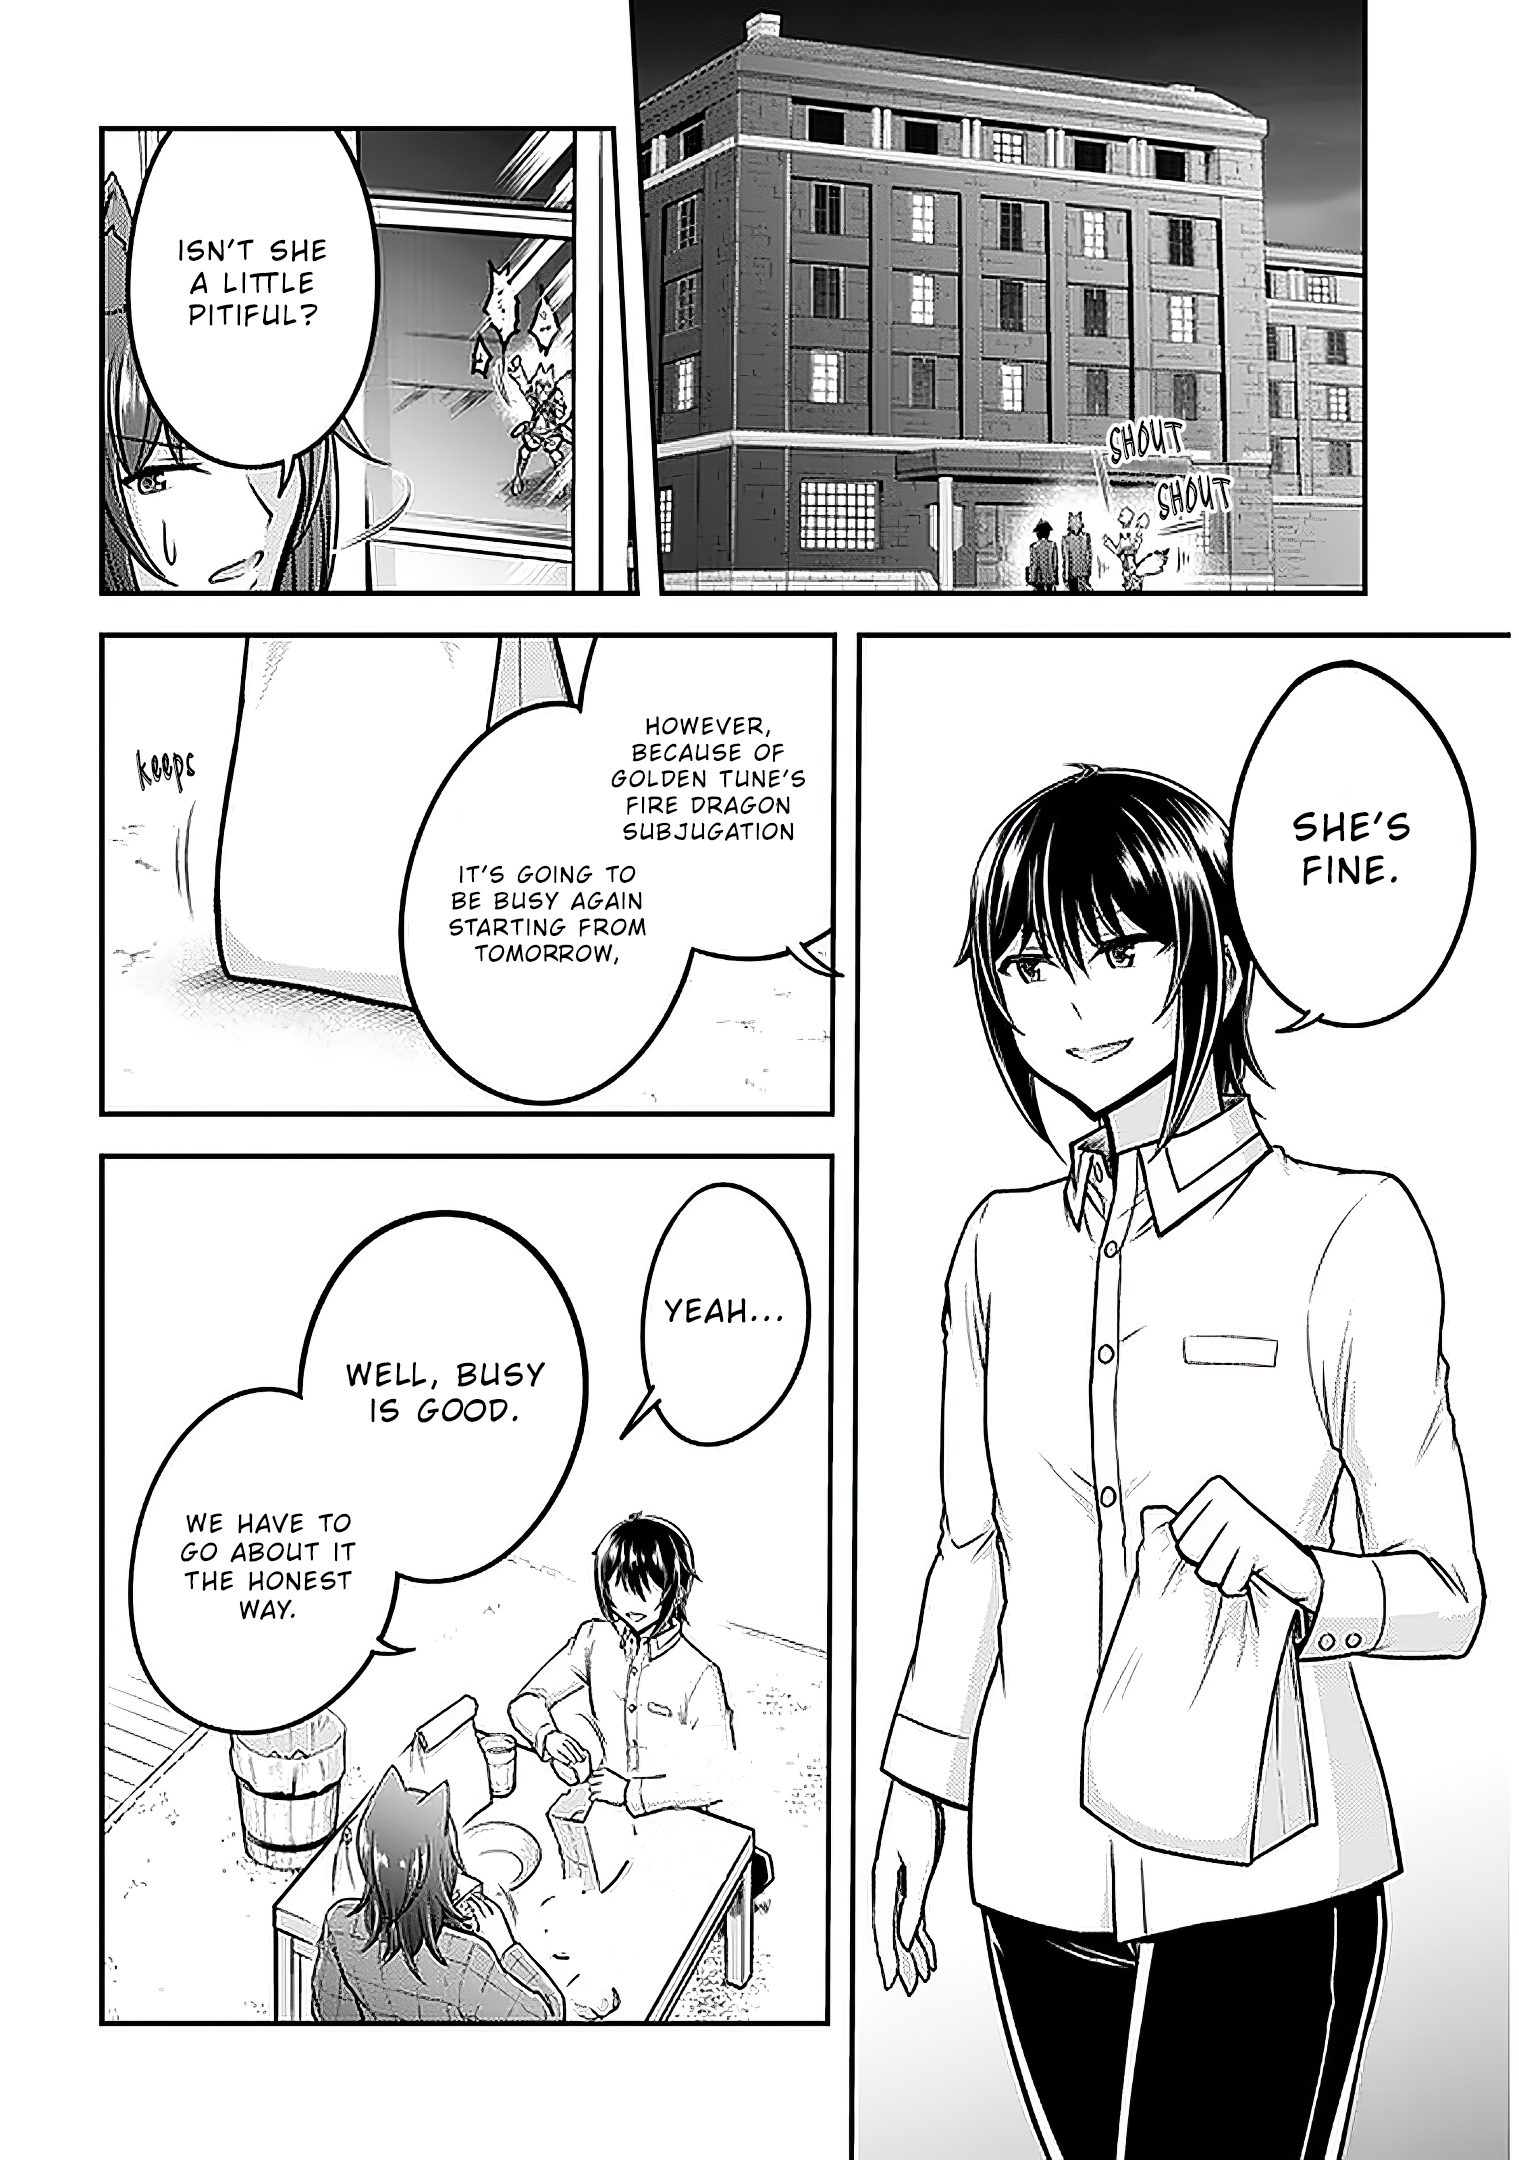 SHOUT
SHOUT
ISN'T SHE
A LITTLE
PITIFUL?
SHE'S
FINE.
HOWEVER,
BECAUSE OF
GOLDEN TUNE'S
FIRE DRAGON
SUBJUGATION
IT'S GOING TO
BE BUSY AGAIN
STARTING FROM
TOMORROW,
keeps
YEAH...
WELL, BUSY
IS GOOD.
WE HAVE TO
GO ABOUT IT
THE HONEST
WAY.